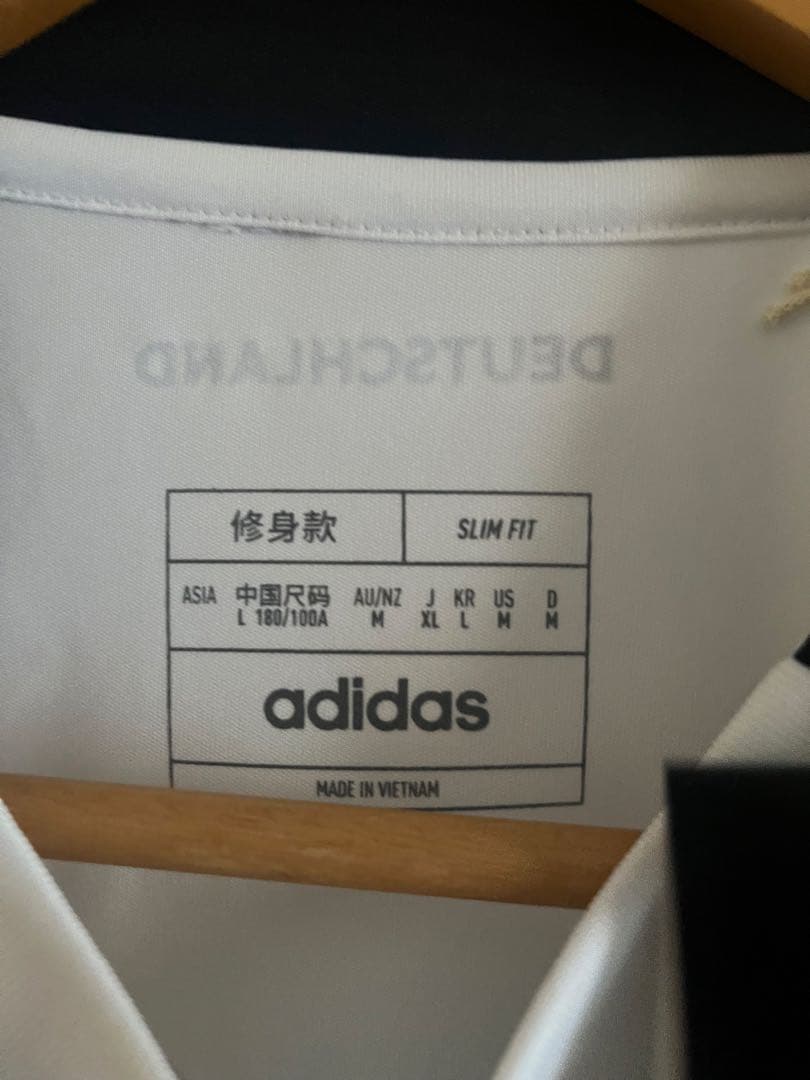 DEUTSCHLAND
修身款 SLIM FIT
ASIA 中国尺码 AU/NZ J KR US D
L 180/100A M XL L M M
adidas
MADE IN VIETNAM